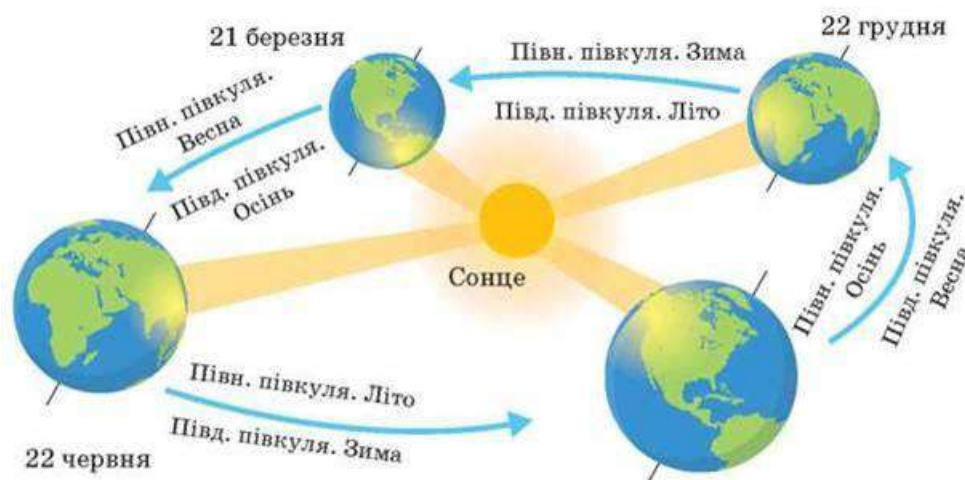 21 березня
22 грудня
Півн. півкуля. Зима
Півд. півкуля. Літо
Півн. півкуля.
Весна
Півд. півкуля.
Осінь
Сонце
Півн. півкуля.
Осінь
Півд. півкуля.
Весна
Півн. півкуля. Літо
Півд. півкуля. Зима
22 червня